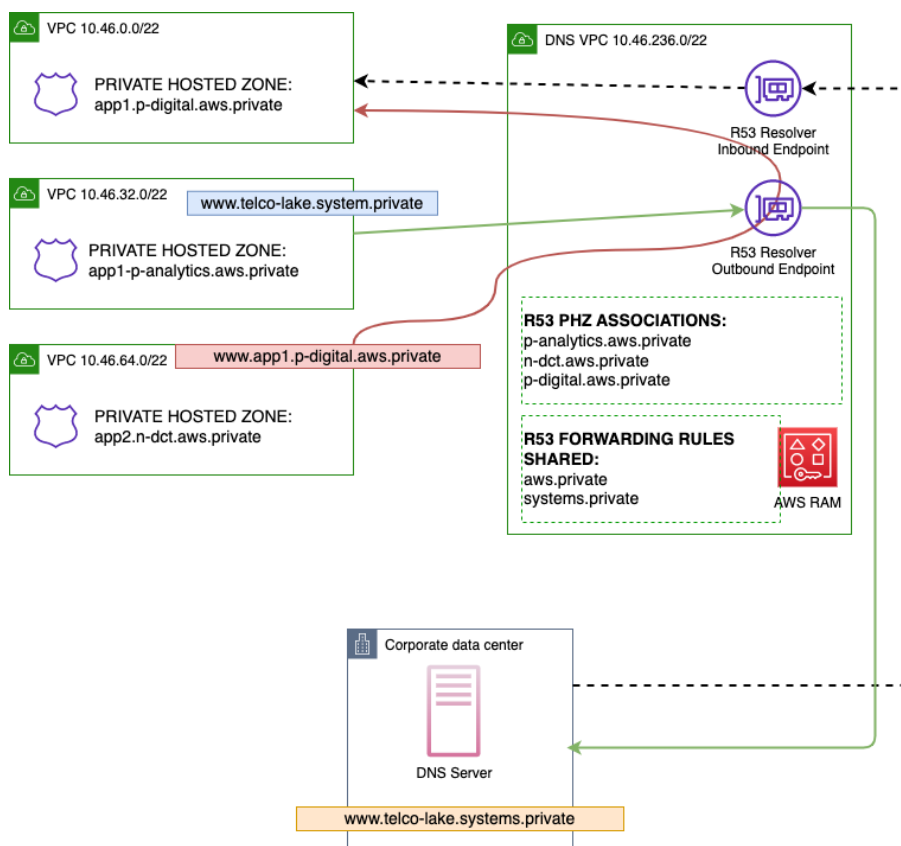 VPC 10.46.0.0/22
PRIVATE HOSTED ZONE:
app1.p-digital.aws.private
VPC 10.46.32.0/22
www.telco-lake.system.private
PRIVATE HOSTED ZONE:
app1-p-analytics.aws.private
VPC 10.46.64.0/22
www.app1.p-digital.aws.private
PRIVATE HOSTED ZONE:
app2.n-dct.aws.private
DNS VPC 10.46.236.0/22
R53 Resolver
Inbound Endpoint
R53 Resolver
Outbound Endpoint
R53 PHZ ASSOCIATIONS:
p-analytics.aws.private
n-dct.aws.private
p-digital.aws.private
R53 FORWARDING RULES
SHARED:
aws.private
systems.private
AWS RAM
Corporate data center
DNS Server
www.telco-lake.systems.private